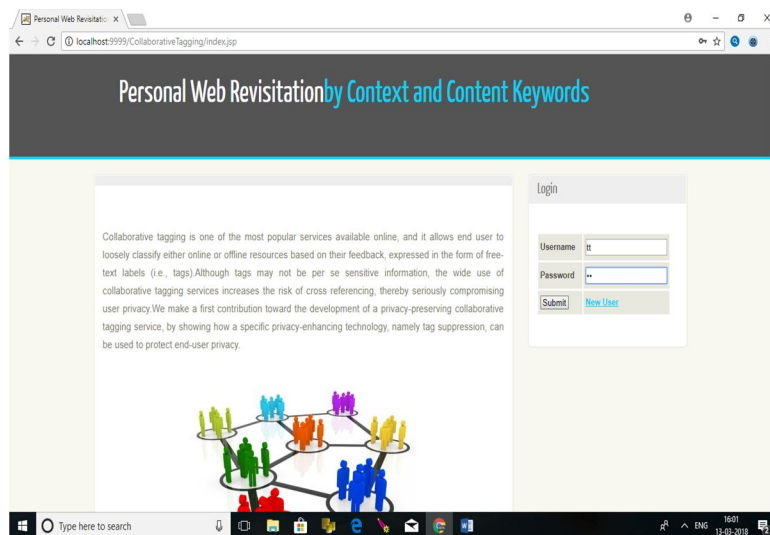 Personal Web Revisitatio
localhost:9999/CollaborativeTagging/index.jsp
Personal Web Revisitationby Context and Content Keywords
Collaborative tagging is one of the most popular services available online, and it allows end user to
loosely classify either online or offline resources based on their feedback, expressed in the form of free-
text labels (i.e., tags).Although tags may not be per se sensitive information, the wide use of
collaborative tagging services increases the risk of cross referencing, thereby seriously compromising
user privacy.We make a first contribution toward the development of a privacy-preserving collaborative
tagging service, by showing how a specific privacy-enhancing technology, namely tag suppression, can
be used to protect end-user privacy.
Login
Username tt
Password ••
Submit New User
Type here to search
ENG
16:01
13-03-2018